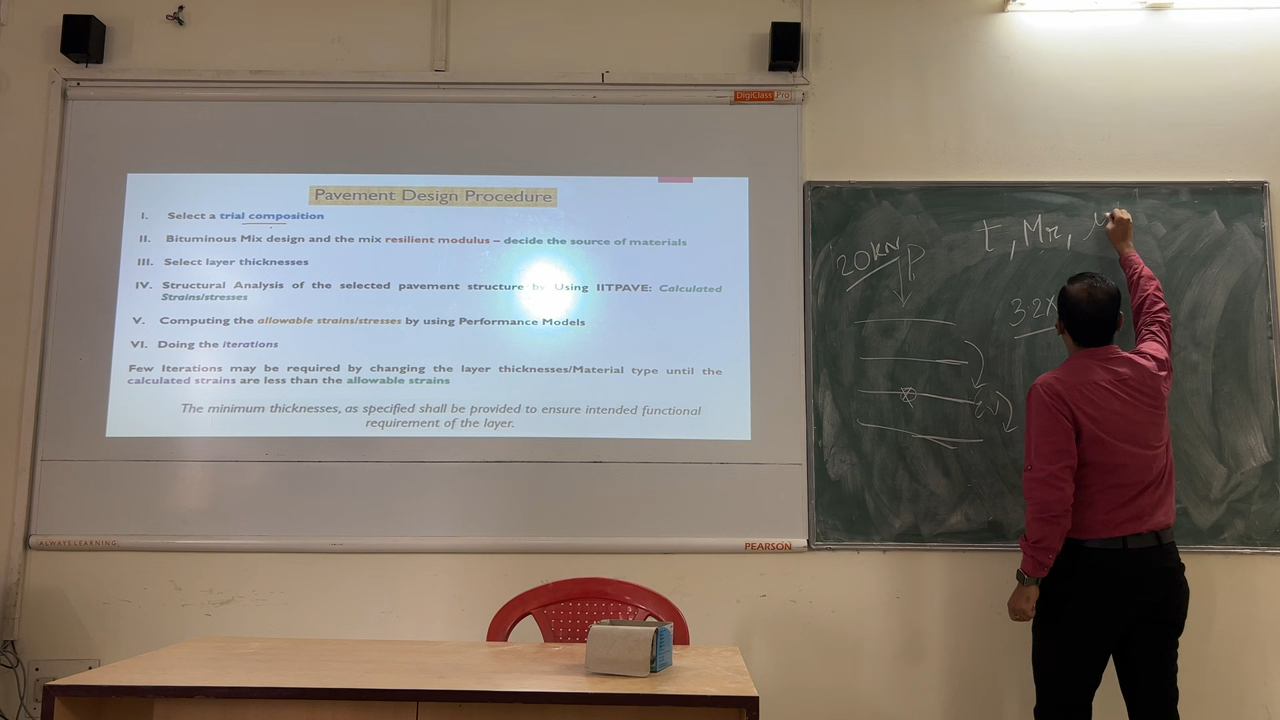 DigiClass Pro
Pavement Design Procedure
I. Select a trial composition
II. Bituminous Mix design and the mix resilient modulus – decide the source of materials
III. Select layer thicknesses
IV. Structural Analysis of the selected pavement structure by Using IITPAVE: Calculated
Strains/stresses
V. Computing the allowable strains/stresses by using Performance Models
VI. Doing the iterations
Few Iterations may be required by changing the layer thicknesses/Material type until the
calculated strains are less than the allowable strains
The minimum thicknesses, as specified shall be provided to ensure intended functional
requirement of the layer.
ALWAYS LEARNING
PEARSON
t, Mr, μ
20kN P
3.2x
εv